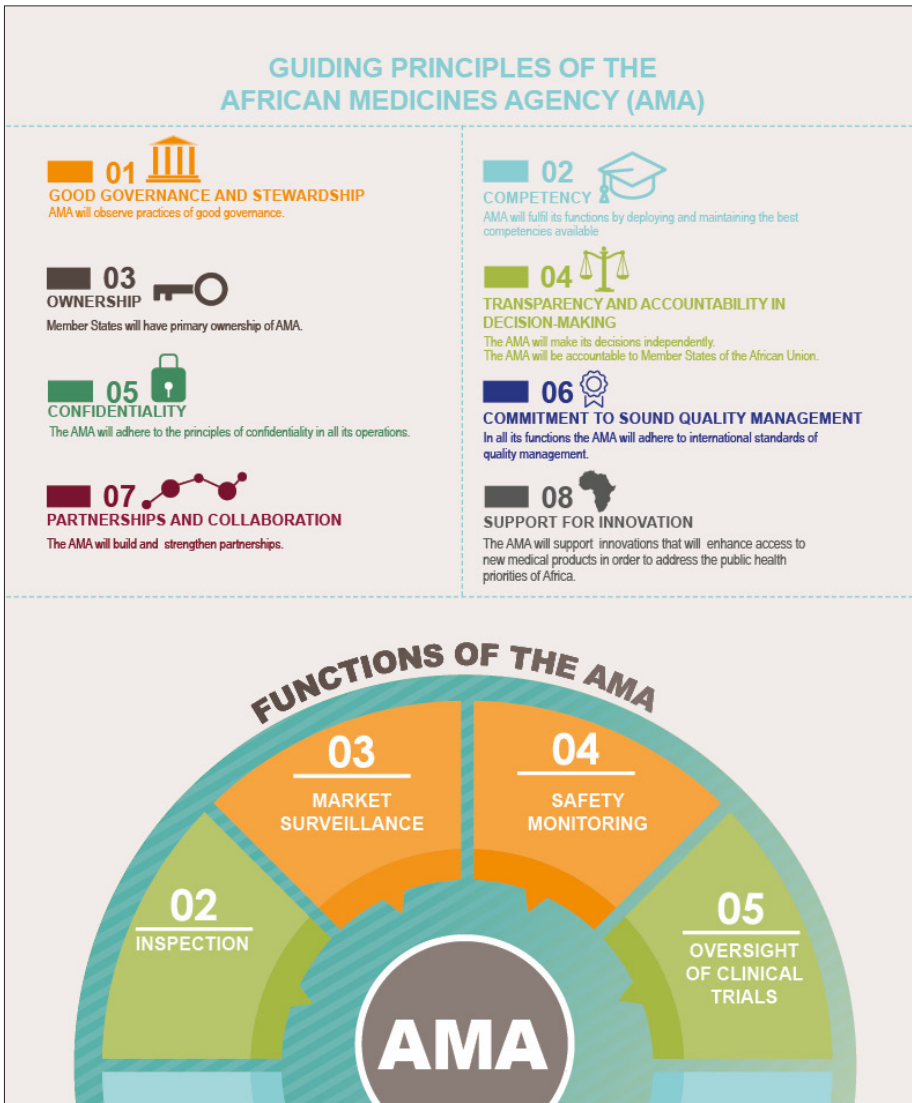 GUIDING PRINCIPLES OF THE
AFRICAN MEDICINES AGENCY (AMA)
01
GOOD GOVERNANCE AND STEWARDSHIP
AMA will observe practices of good governance.
02
COMPETENCY
AMA will fulfil its functions by deploying and maintaining the best
competencies available
03
OWNERSHIP
Member States will have primary ownership of AMA.
04
TRANSPARENCY AND ACCOUNTABILITY IN
DECISION-MAKING
The AMA will make its decisions independently.
The AMA will be accountable to Member States of the African Union.
05
CONFIDENTIALITY
The AMA will adhere to the principles of confidentiality in all its operations.
06
COMMITMENT TO SOUND QUALITY MANAGEMENT
In all its functions the AMA will adhere to international standards of
quality management.
07
PARTNERSHIPS AND COLLABORATION
The AMA will build and strengthen partnerships.
08
SUPPORT FOR INNOVATION
The AMA will support innovations that will enhance access to
new medical products in order to address the public health
priorities of Africa.
FUNCTIONS OF THE AMA
02
INSPECTION
03
MARKET
SURVEILLANCE
04
SAFETY
MONITORING
05
OVERSIGHT
OF CLINICAL
TRIALS
AMA